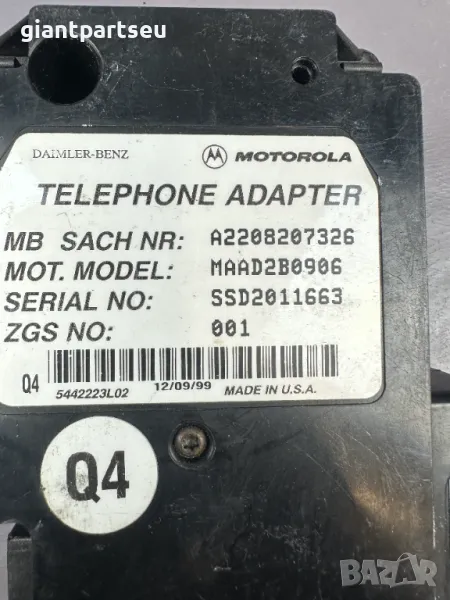 giantpartseu
DAIMLER-BENZ MOTOROLA
TELEPHONE ADAPTER
MB SACH NR: A2208207326
MOT. MODEL: MAAD2B0906
SERIAL NO: SSD2011663
ZGS NO: 001
Q4 5442223L02 12/09/99 MADE IN U.S.A.
Q4
bazar